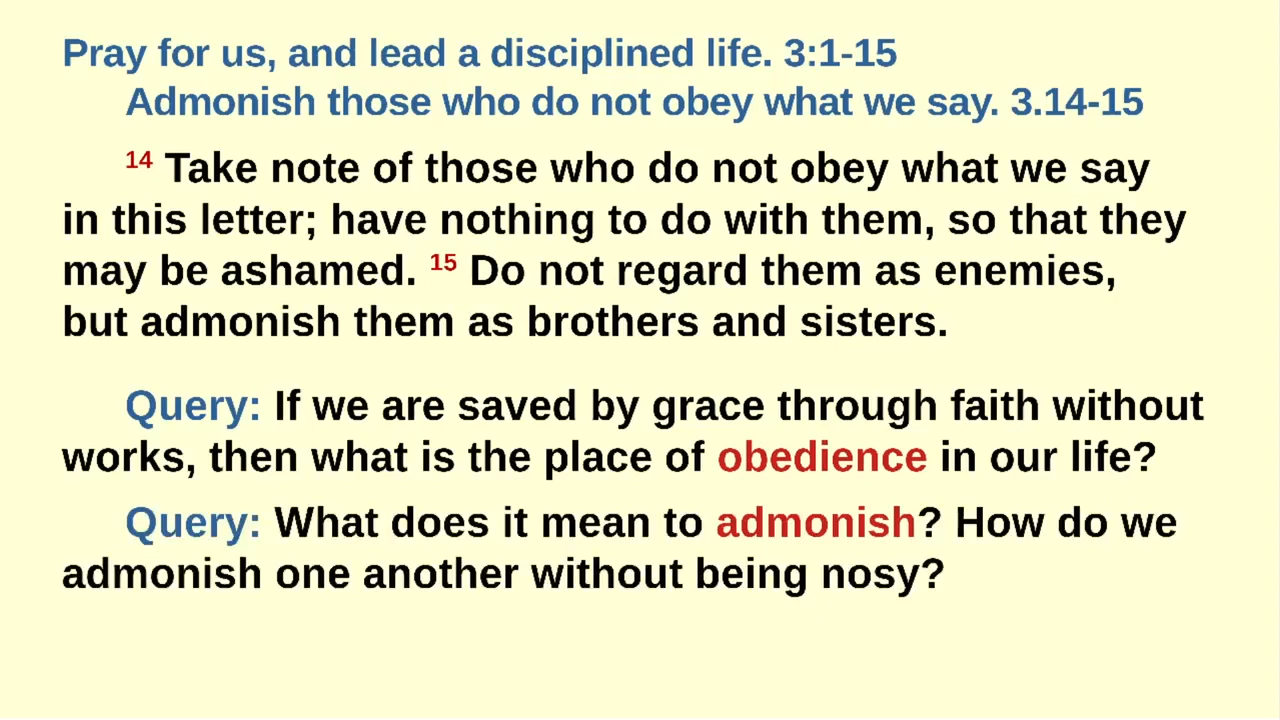 Pray for us, and lead a disciplined life. 3:1-15
Admonish those who do not obey what we say. 3.14-15
14 Take note of those who do not obey what we say
in this letter; have nothing to do with them, so that they
may be ashamed. 15 Do not regard them as enemies,
but admonish them as brothers and sisters.
Query: If we are saved by grace through faith without
works, then what is the place of obedience in our life?
Query: What does it mean to admonish? How do we
admonish one another without being nosy?